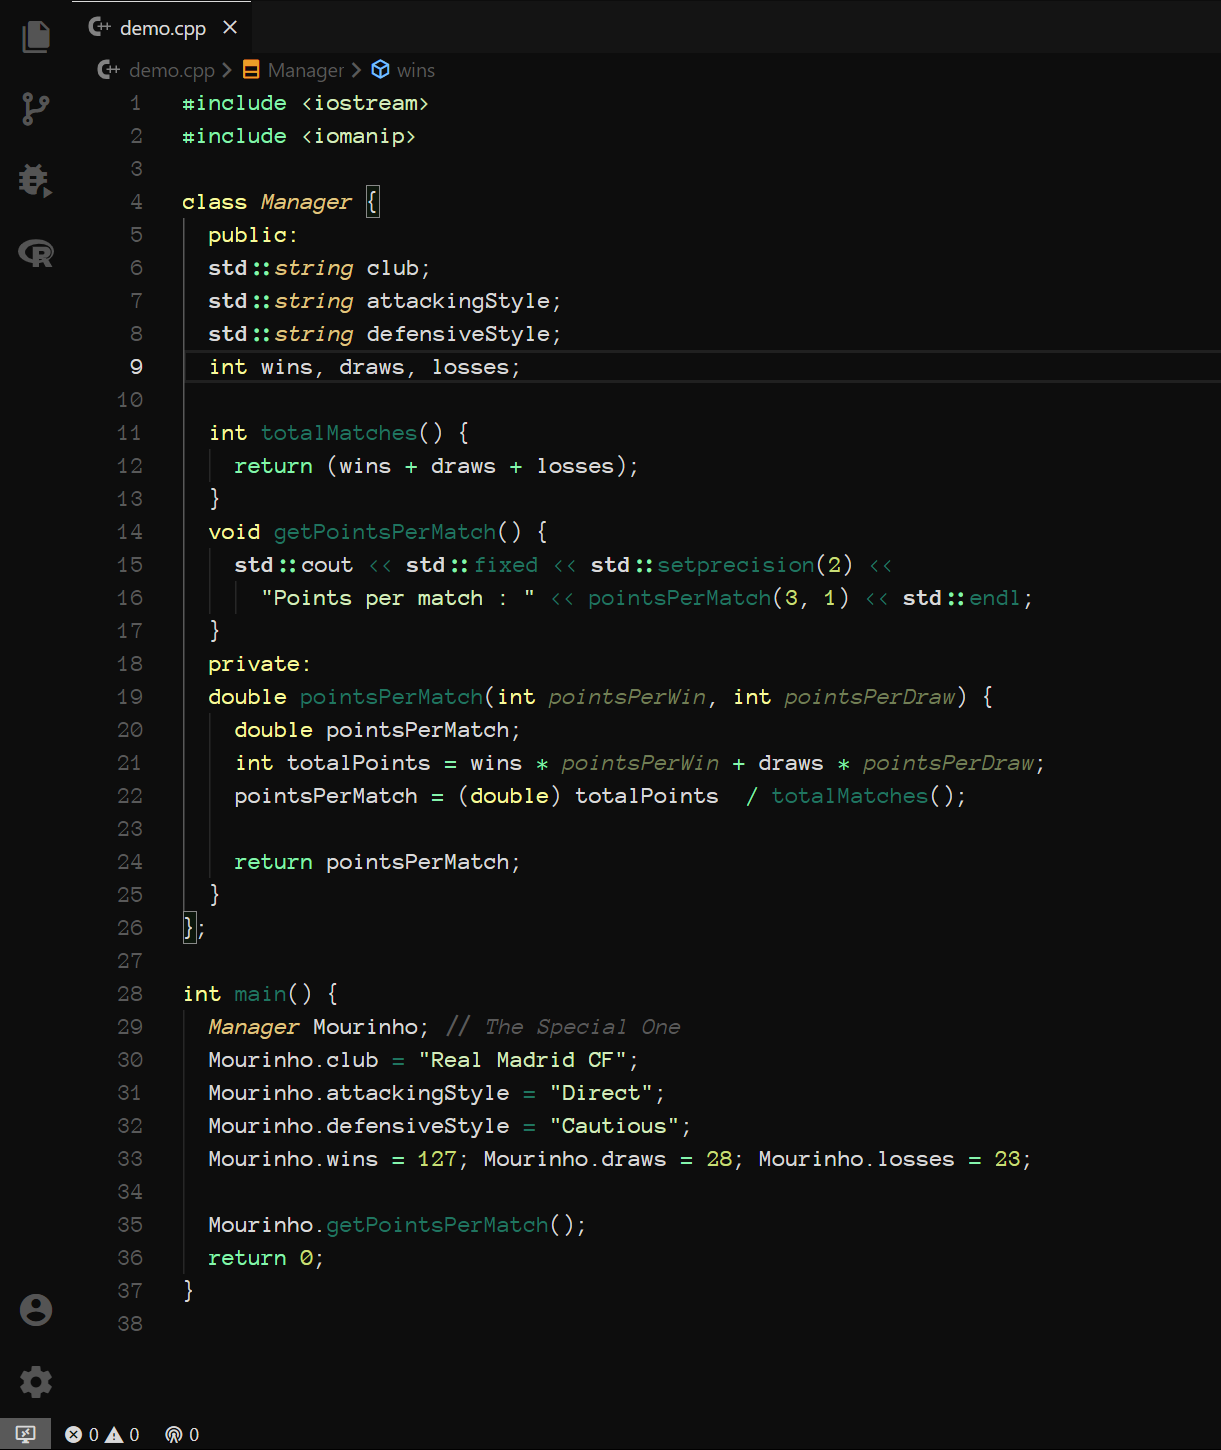 demo.cpp
demo.cpp > Manager > wins
1 #include <iostream>
2 #include <iomanip>
3
4 class Manager {
5 public:
6 std::string club;
7 std::string attackingStyle;
8 std::string defensiveStyle;
9 int wins, draws, losses;
10
11 int totalMatches() {
12 return (wins + draws + losses);
13 }
14 void getPointsPerMatch() {
15 std::cout << std::fixed << std::setprecision(2) <<
16 "Points per match : " << pointsPerMatch(3, 1) << std::endl;
17 }
18 private:
19 double pointsPerMatch(int pointsPerWin, int pointsPerDraw) {
20 double pointsPerMatch;
21 int totalPoints = wins * pointsPerWin + draws * pointsPerDraw;
22 pointsPerMatch = (double) totalPoints  / totalMatches();
23
24 return pointsPerMatch;
25 }
26 };
27
28 int main() {
29 Manager Mourinho; // The Special One
30 Mourinho.club = "Real Madrid CF";
31 Mourinho.attackingStyle = "Direct";
32 Mourinho.defensiveStyle = "Cautious";
33 Mourinho.wins = 127; Mourinho.draws = 28; Mourinho.losses = 23;
34
35 Mourinho.getPointsPerMatch();
36 return 0;
37 }
38
0 0 0